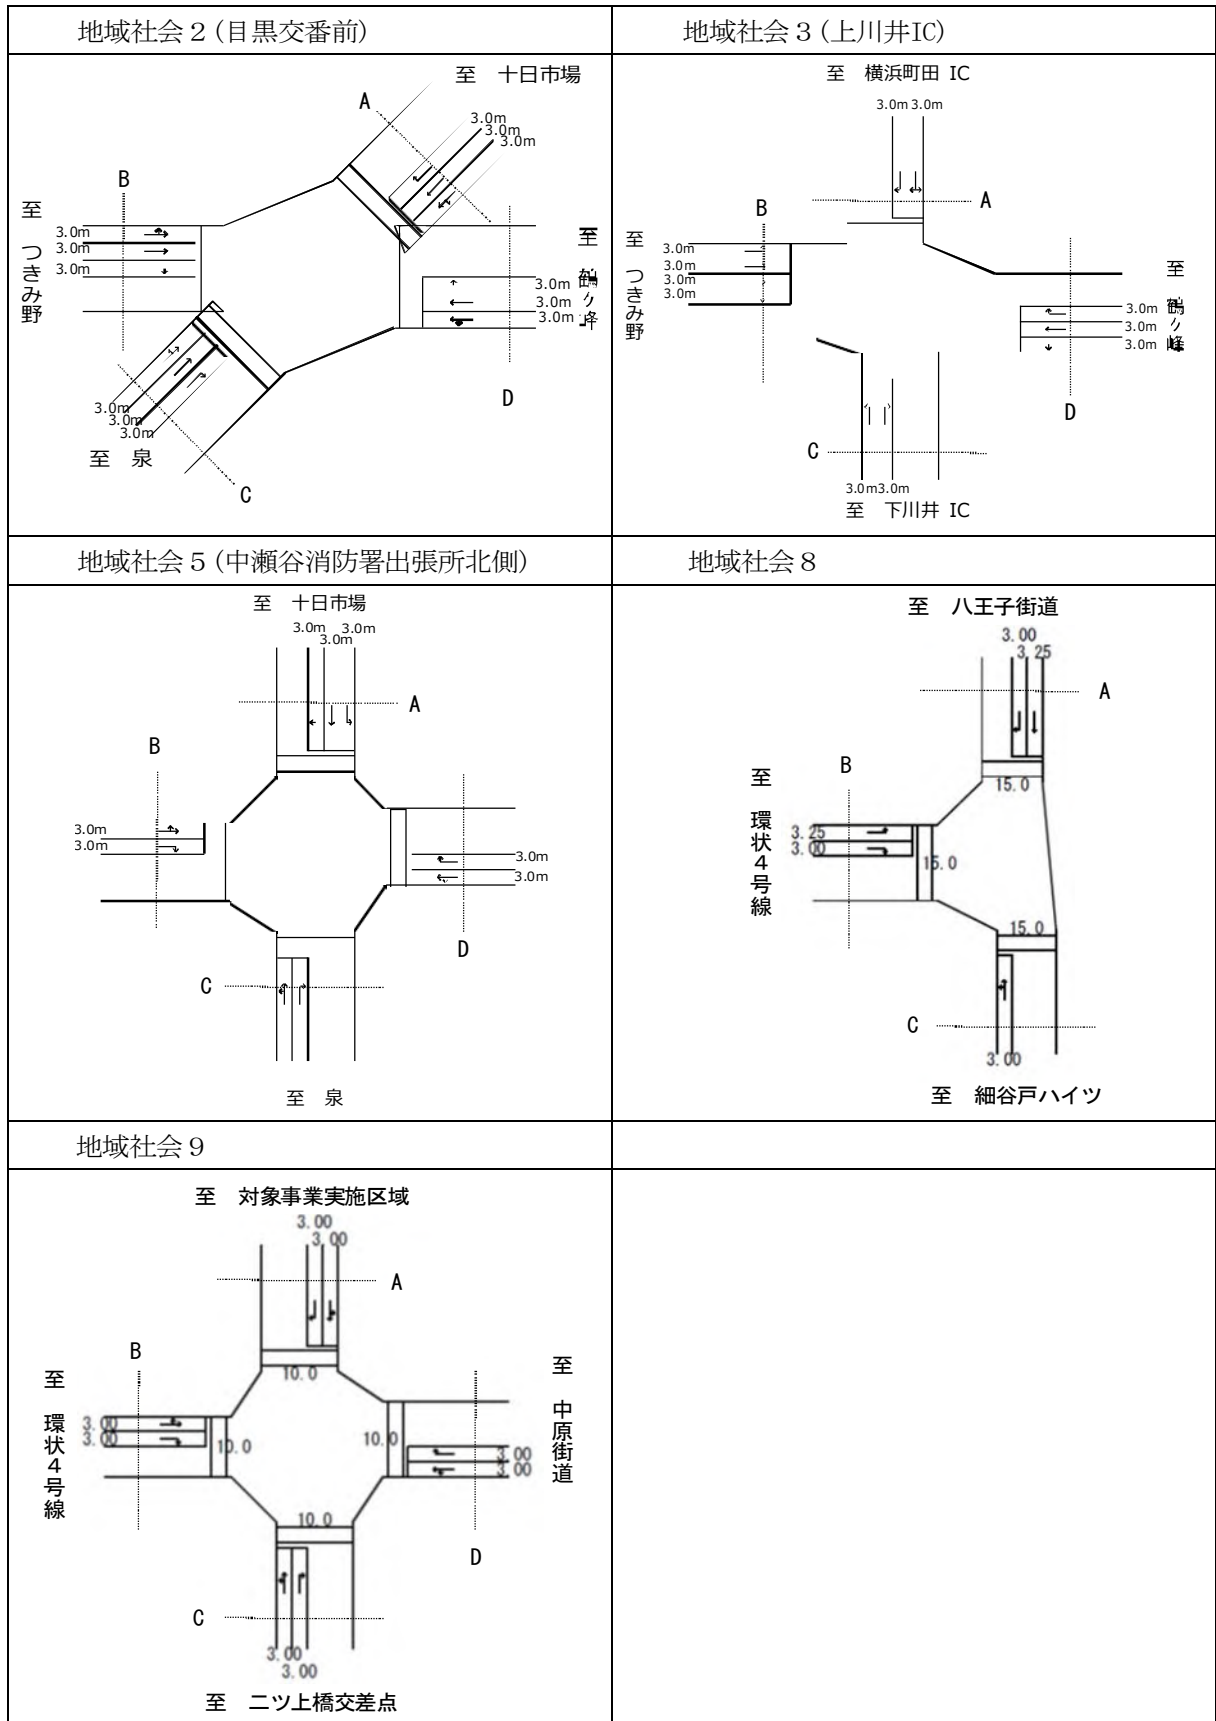 地域社会２(目黒交番前)
地域社会３(上川井IC)
至 十日市場
A
3.0m
3.0m
3.0m
B
至 つきみ野
3.0m
3.0m
3.0m
至 鶴ヶ峰
3.0m
3.0m
3.0m
D
3.0m
3.0m
3.0m
至 泉
C
至 横浜町田 IC
3.0m 3.0m
A
B
至 つきみ野
3.0m
3.0m
3.0m
3.0m
至 鶴ヶ峰
3.0m
3.0m
3.0m
D
C
3.0m 3.0m
至 下川井 IC
地域社会５(中瀬谷消防署出張所北側)
地域社会８
至 十日市場
3.0m 3.0m
3.0m
A
B
3.0m
3.0m
3.0m
3.0m
D
C
至 泉
至 八王子街道
3.00
3.25
A
B
至 環状４号線
15.0
3.25
3.00
15.0
15.0
C
3.00
至 細谷戸ハイツ
地域社会９
至 対象事業実施区域
3.00
3.00
A
B
至 環状４号線
至 中原街道
10.0
3.00
3.00
10.0
10.0
3.00
3.00
10.0
D
C
3.00
3.00
至 二ツ上橋交差点